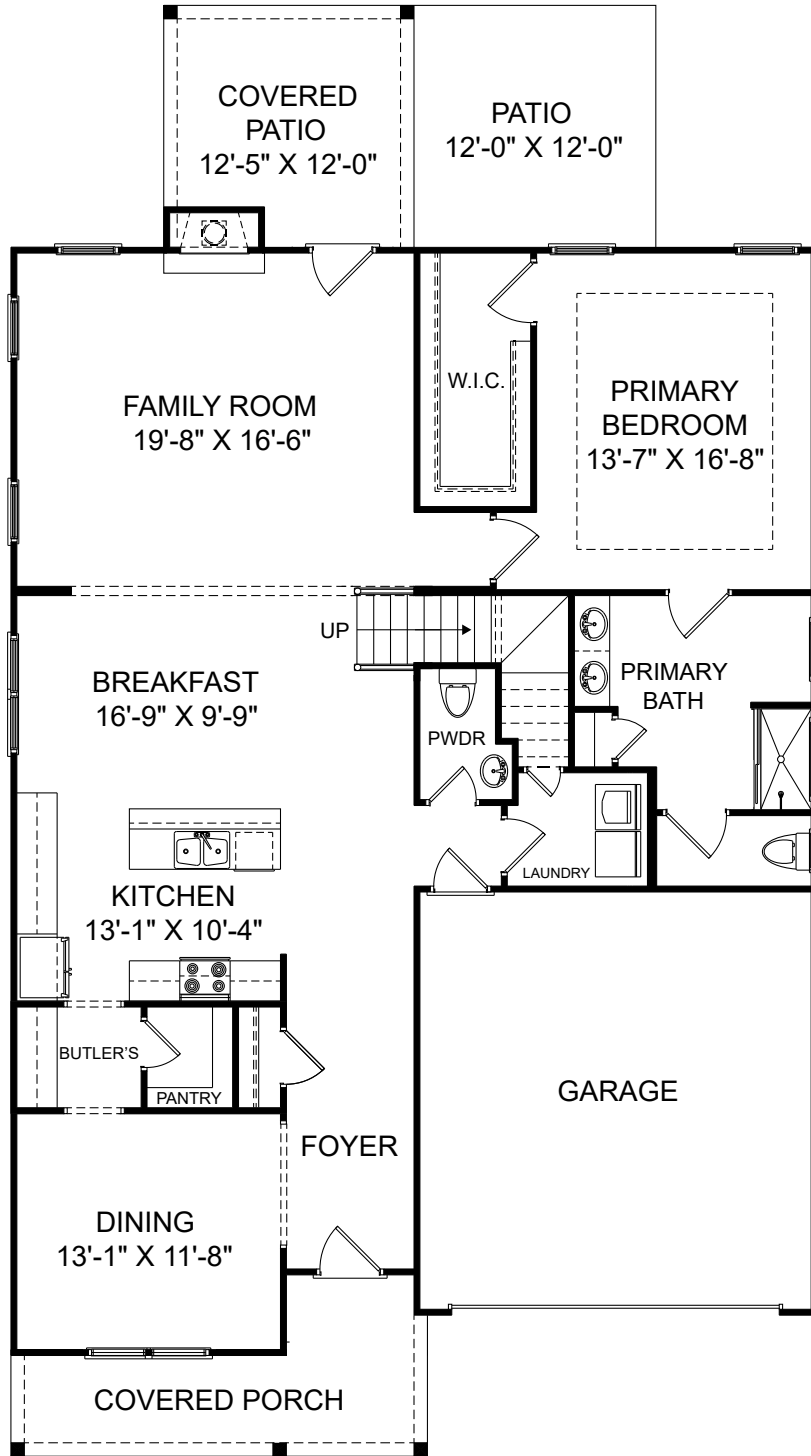 COVERED
PATIO
12'-5" X 12'-0"
PATIO
12'-0" X 12'-0"
FAMILY ROOM
19'-8" X 16'-6"
W.I.C.
PRIMARY
BEDROOM
13'-7" X 16'-8"
UP
BREAKFAST
16'-9" X 9'-9"
PRIMARY
BATH
PWDR
LAUNDRY
KITCHEN
13'-1" X 10'-4"
BUTLER'S
PANTRY
GARAGE
FOYER
DINING
13'-1" X 11'-8"
COVERED PORCH